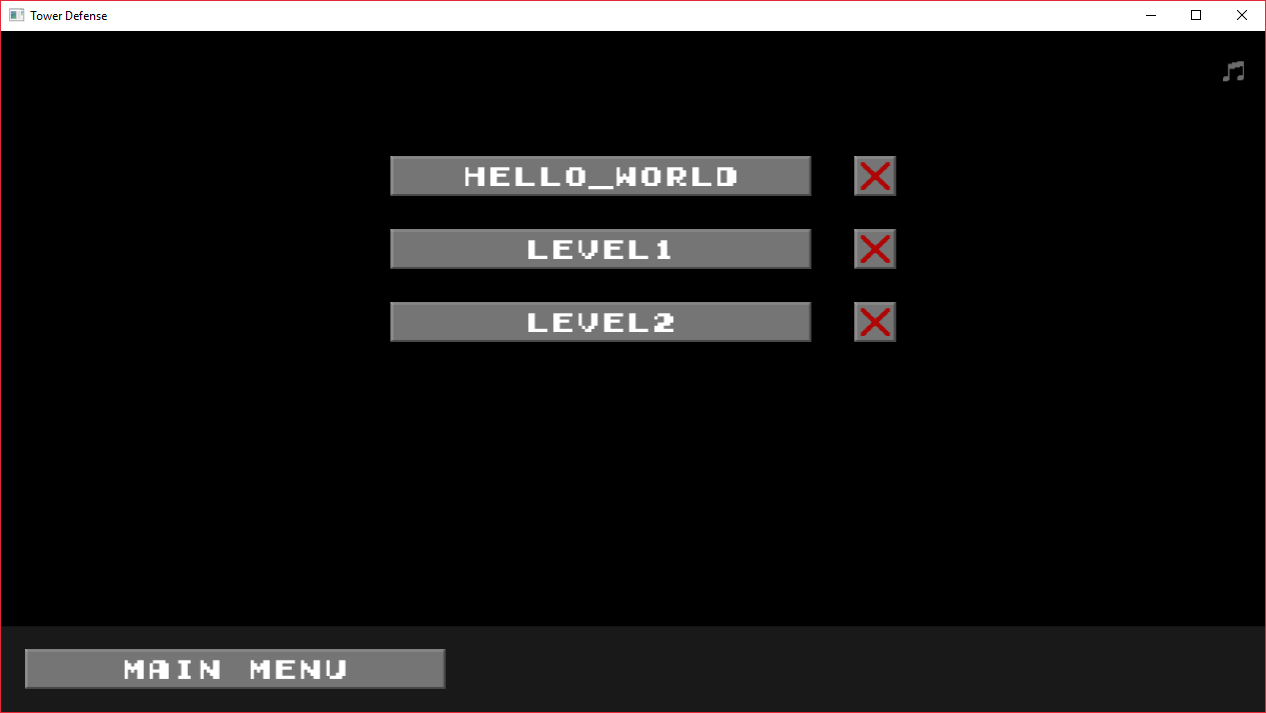 Tower Defense
HELLO_WORLD
LEVEL1
LEVEL2
MAIN MENU